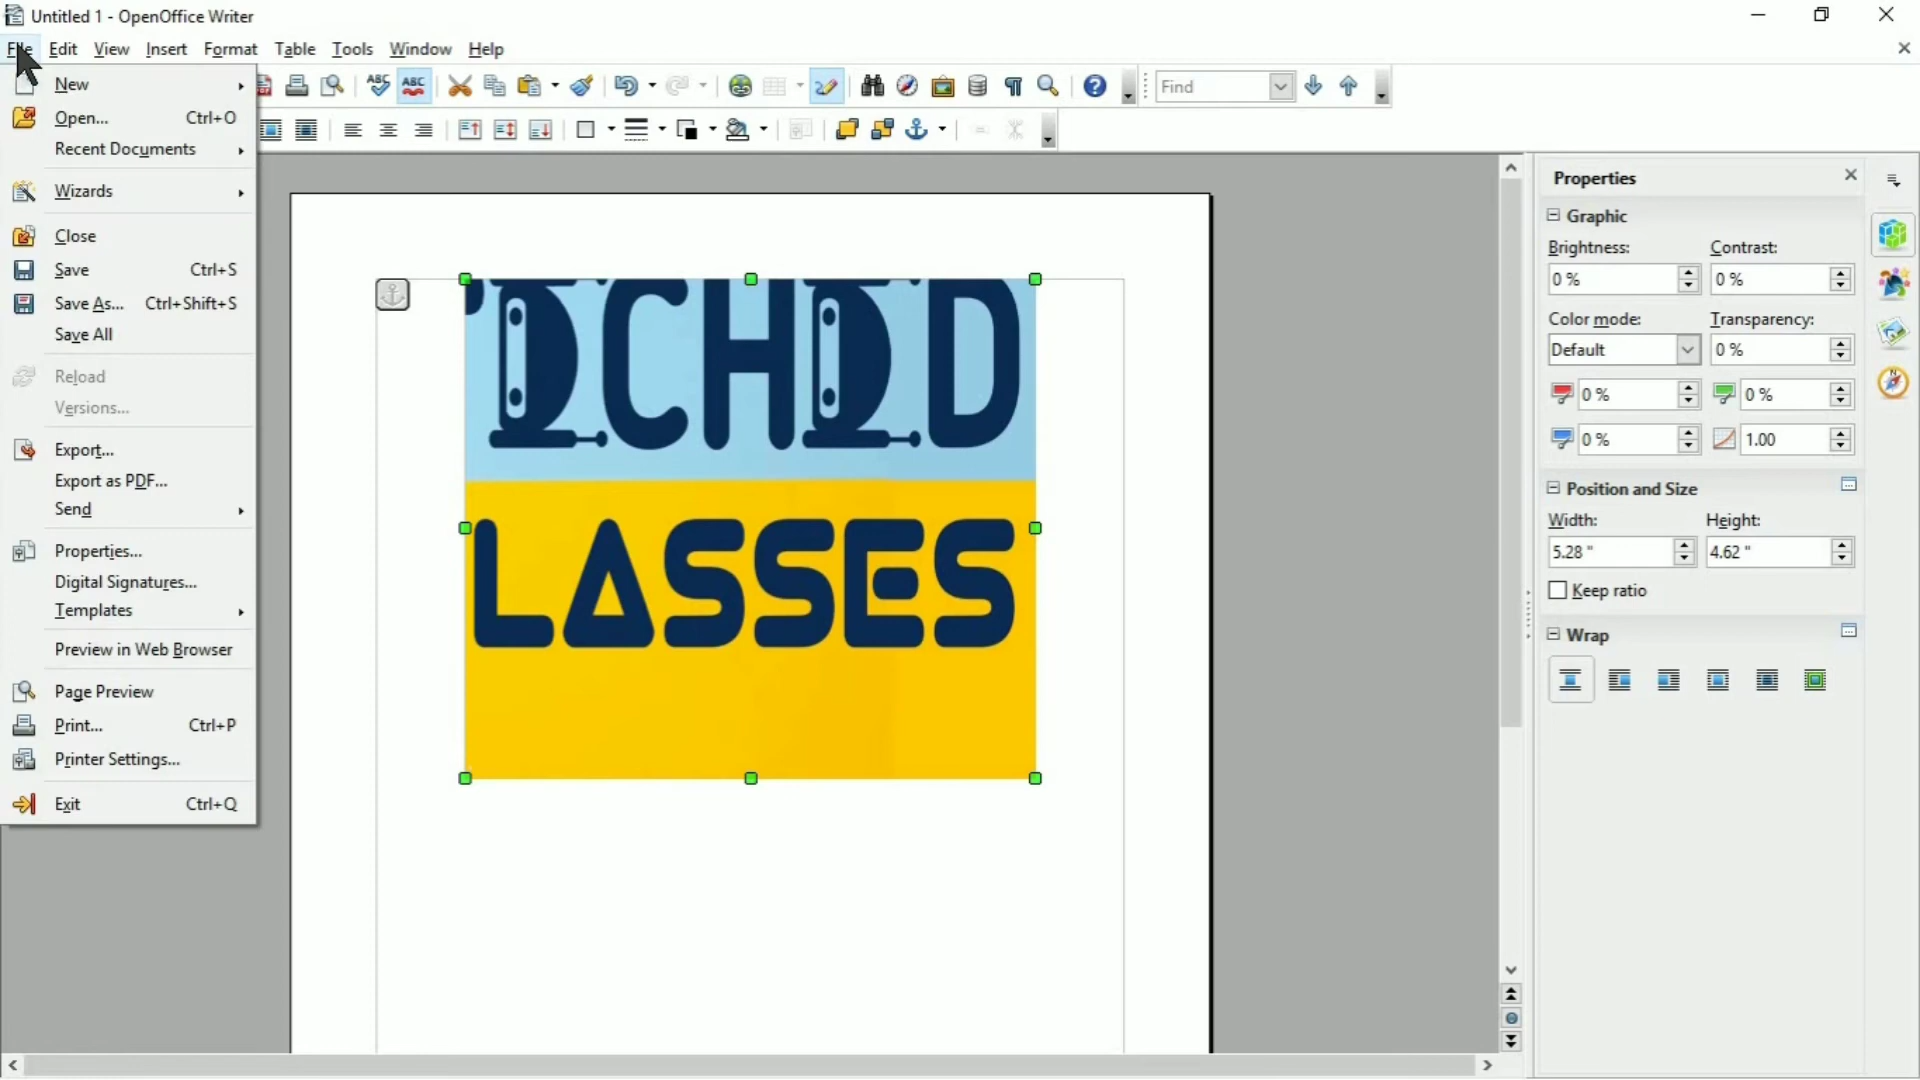 Untitled 1 - OpenOffice Writer
File Edit View Insert Format Table Tools Window Help
New
Open... Ctrl+O
Recent Documents
Wizards
Close
Save Ctrl+S
Save As... Ctrl+Shift+S
Save All
Reload
Versions...
Export...
Export as PDF...
Send
Properties...
Digital Signatures...
Templates
Preview in Web Browser
Page Preview
Print... Ctrl+P
Printer Settings...
Exit Ctrl+Q
ABC ABC
Find
CH D
LASSES
Properties
Graphic
Brightness: Contrast:
0 % 0 %
Color mode: Transparency:
Default 0 %
0 % 0 %
0 % 1.00
Position and Size
Width: Height:
5.28 " 4.62 "
Keep ratio
Wrap